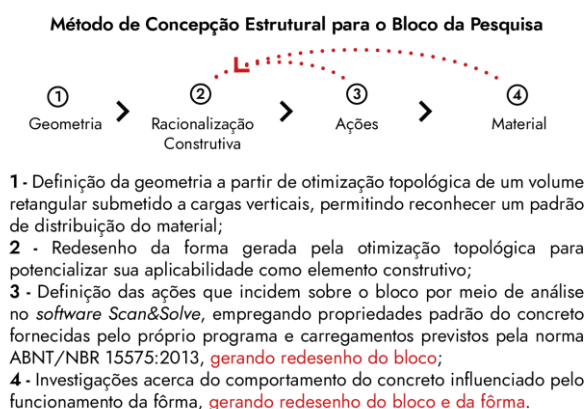 Método de Concepção Estrutural para o Bloco da Pesquisa
1 2 3 4
Geometria Racionalização Ações Material
Construtiva
1 - Definição da geometria a partir de otimização topológica de um volume
retangular submetido a cargas verticais, permitindo reconhecer um padrão
de distribuição do material;
2 - Redesenho da forma gerada pela otimização topológica para
potencializar sua aplicabilidade como elemento construtivo;
3 - Definição das ações que incidem sobre o bloco por meio de análise
no software Scan&Solve, empregando propriedades padrão do concreto
fornecidas pelo próprio programa e carregamentos previstos pela norma
ABNT/NBR 15575:2013, gerando redesenho do bloco;
4 - Investigações acerca do comportamento do concreto influenciado pelo
funcionamento da fôrma, gerando redesenho do bloco e da fôrma.